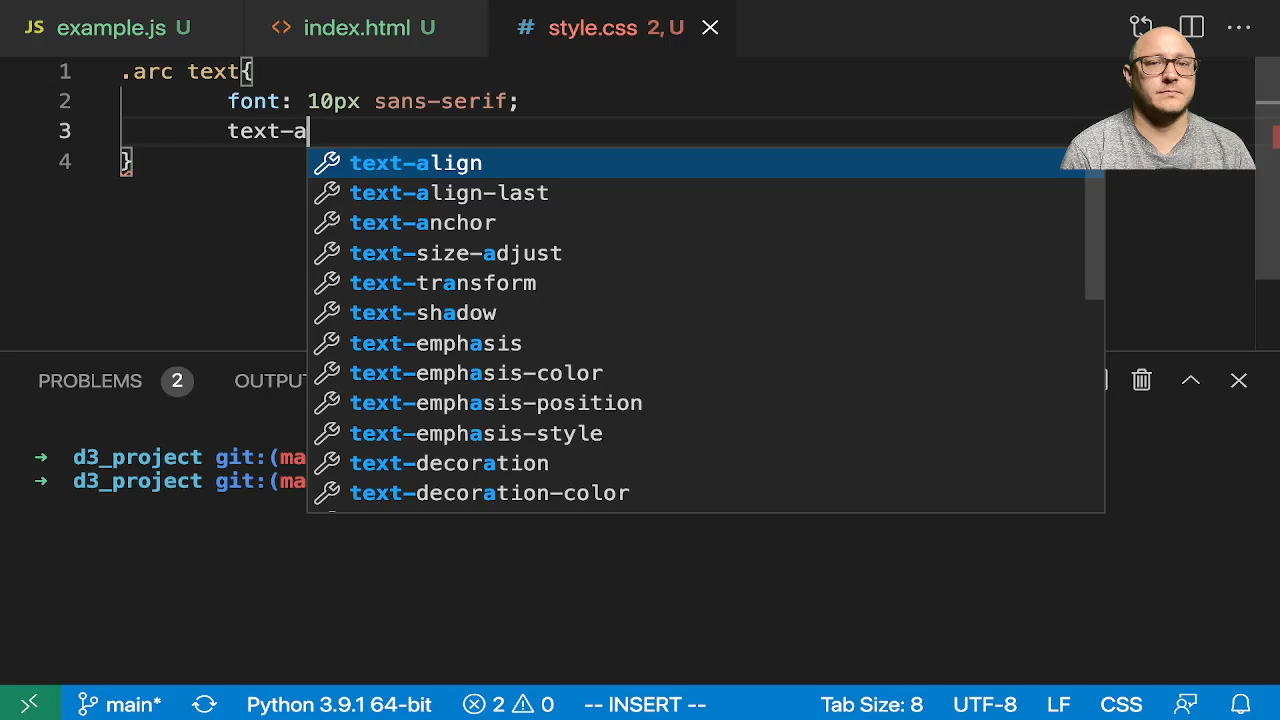 JS example.js U
<> index.html U
# style.css 2, U
1 .arc text{
2 font: 10px sans-serif;
3 text-a
4 }
text-align
text-align-last
text-anchor
text-size-adjust
text-transform
text-shadow
text-emphasis
text-emphasis-color
text-emphasis-position
text-emphasis-style
text-decoration
text-decoration-color
PROBLEMS 2 OUTPU
→ d3_project git:(ma
→ d3_project git:(ma
main* Python 3.9.1 64-bit 2 0 -- INSERT -- Tab Size: 8 UTF-8 LF CSS